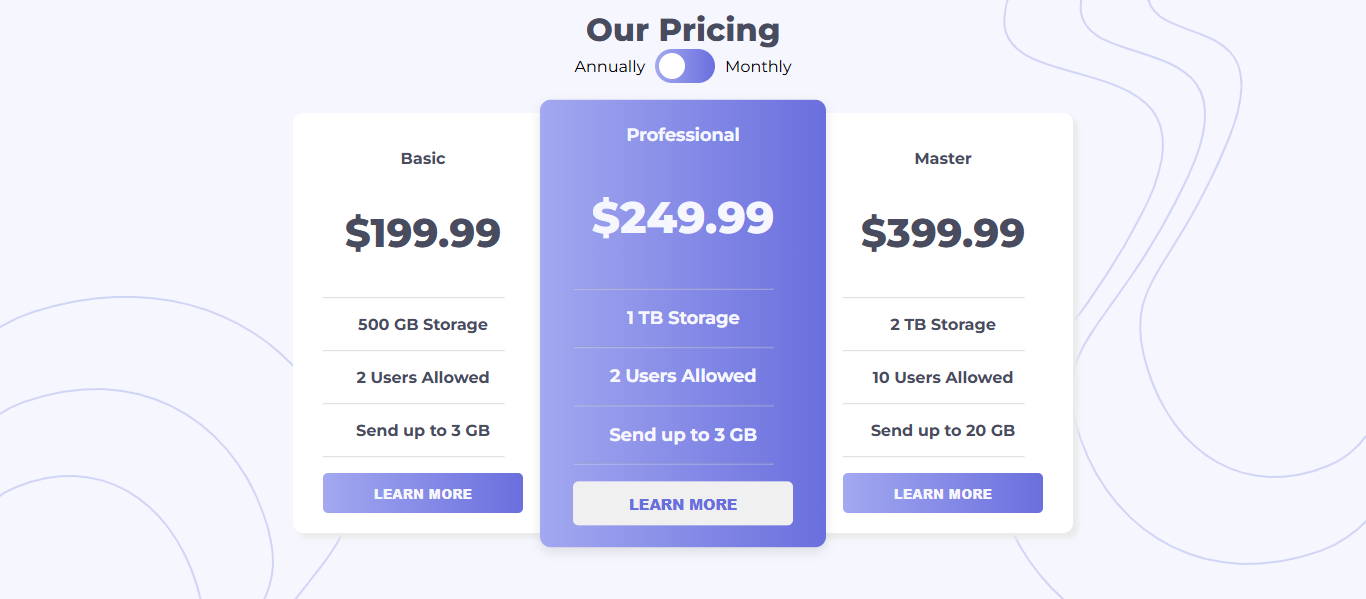 Our Pricing
Annually Monthly
Basic
$199.99
500 GB Storage
2 Users Allowed
Send up to 3 GB
LEARN MORE
Professional
$249.99
1 TB Storage
2 Users Allowed
Send up to 3 GB
LEARN MORE
Master
$399.99
2 TB Storage
10 Users Allowed
Send up to 20 GB
LEARN MORE